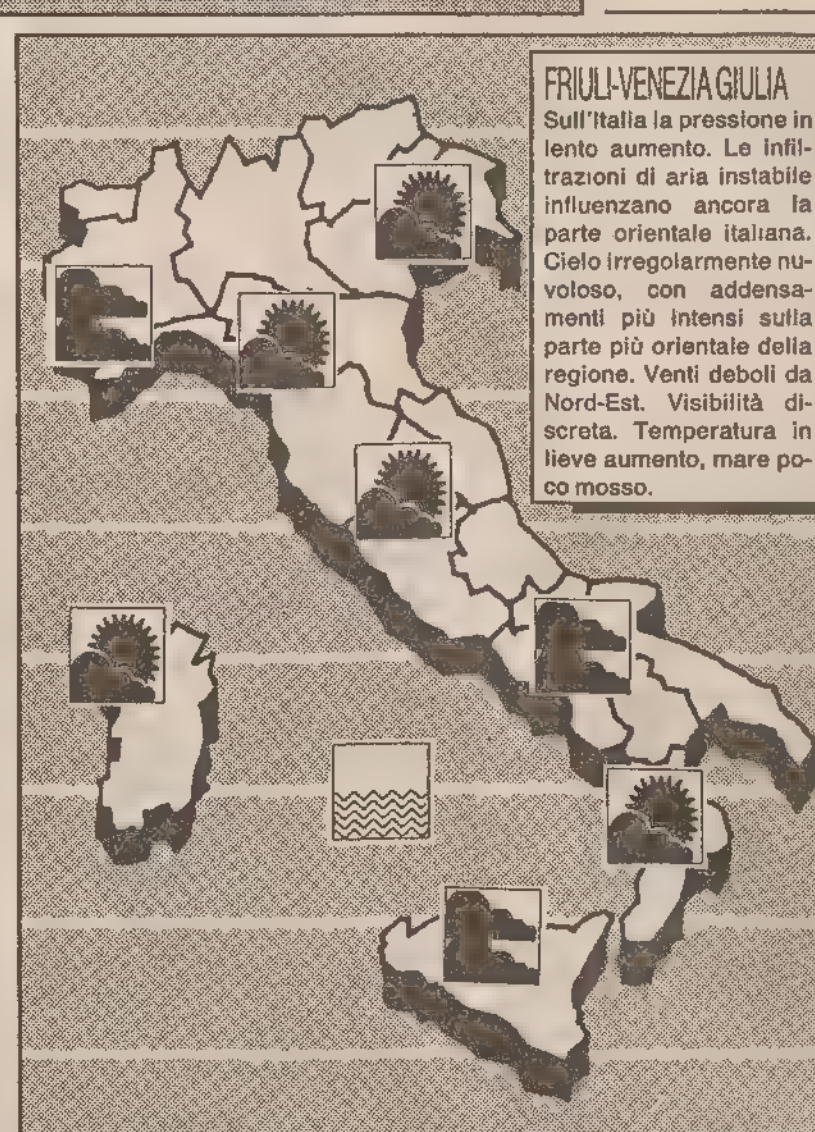 FRIULI-VENEZIA GIULIA
Sull'Italia la pressione in
lento aumento. Le infil-
trazioni di aria instabile
influenzano ancora la
parte orientale italiana.
Cielo irregolarmente nu-
voloso, con addensa-
menti più intensi sulla
parte più orientale della
regione. Venti deboli da
Nord-Est. Visibilità di-
screta. Temperatura in
lieve aumento, mare po-
co mosso.